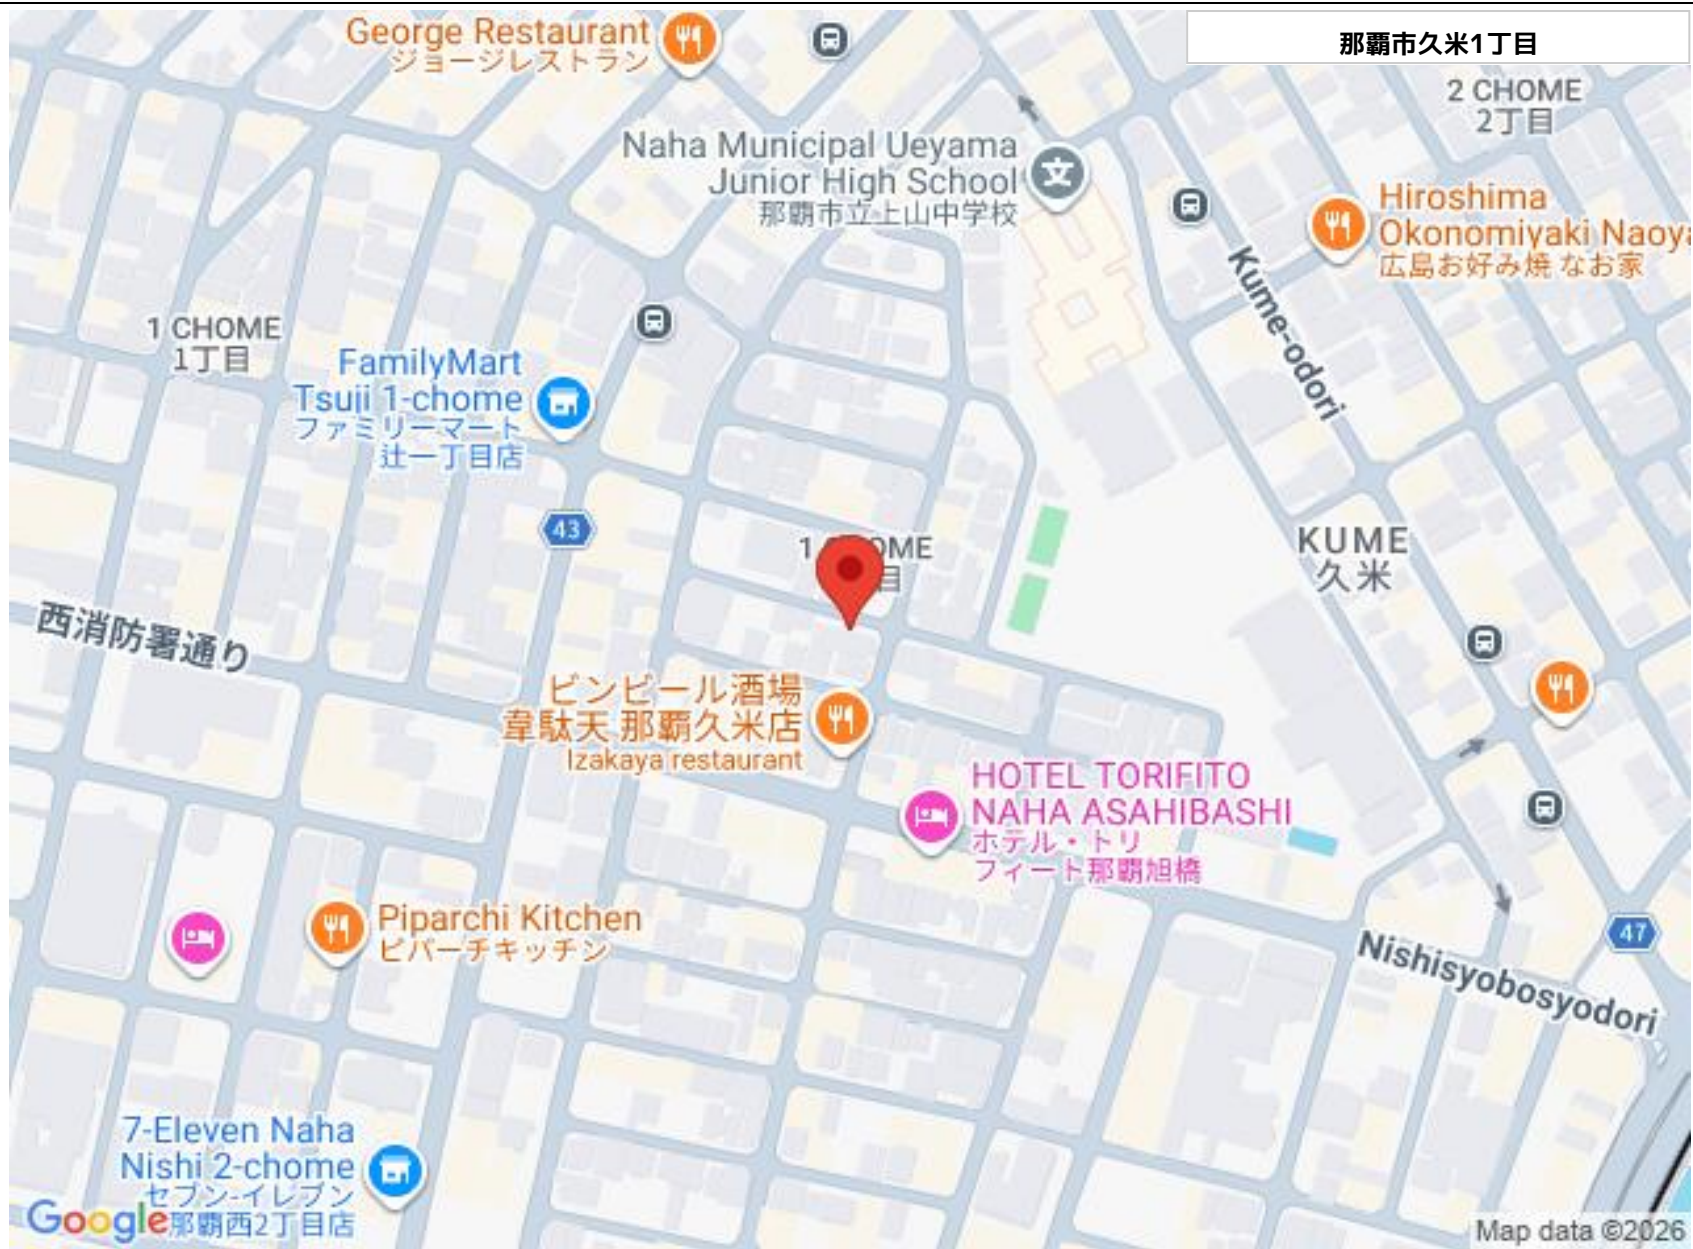 George Restaurant
ジョージレストラン
那覇市久米1丁目
2 CHOME
2丁目
Naha Municipal Ueyama
Junior High School
那覇市立上山中学校
文
Hiroshima
Okonomiyaki Naoya
広島お好み焼 なお家
Kume-odori
1 CHOME
1丁目
FamilyMart
Tsuji 1-chome
ファミリーマート
辻一丁目店
43
1 CHOME
目
KUME
久米
西消防署通り
ビンビール酒場
韋駄天 那覇久米店
Izakaya restaurant
HOTEL TORIFITO
NAHA ASAHIBASHI
ホテル・トリ
フィート那覇旭橋
Piparchi Kitchen
ピパーチキッチン
47
Nishisyobosyodori
7-Eleven Naha
Nishi 2-chome
セブン-イレブン
那覇西2丁目店
Google
Map data ©2026